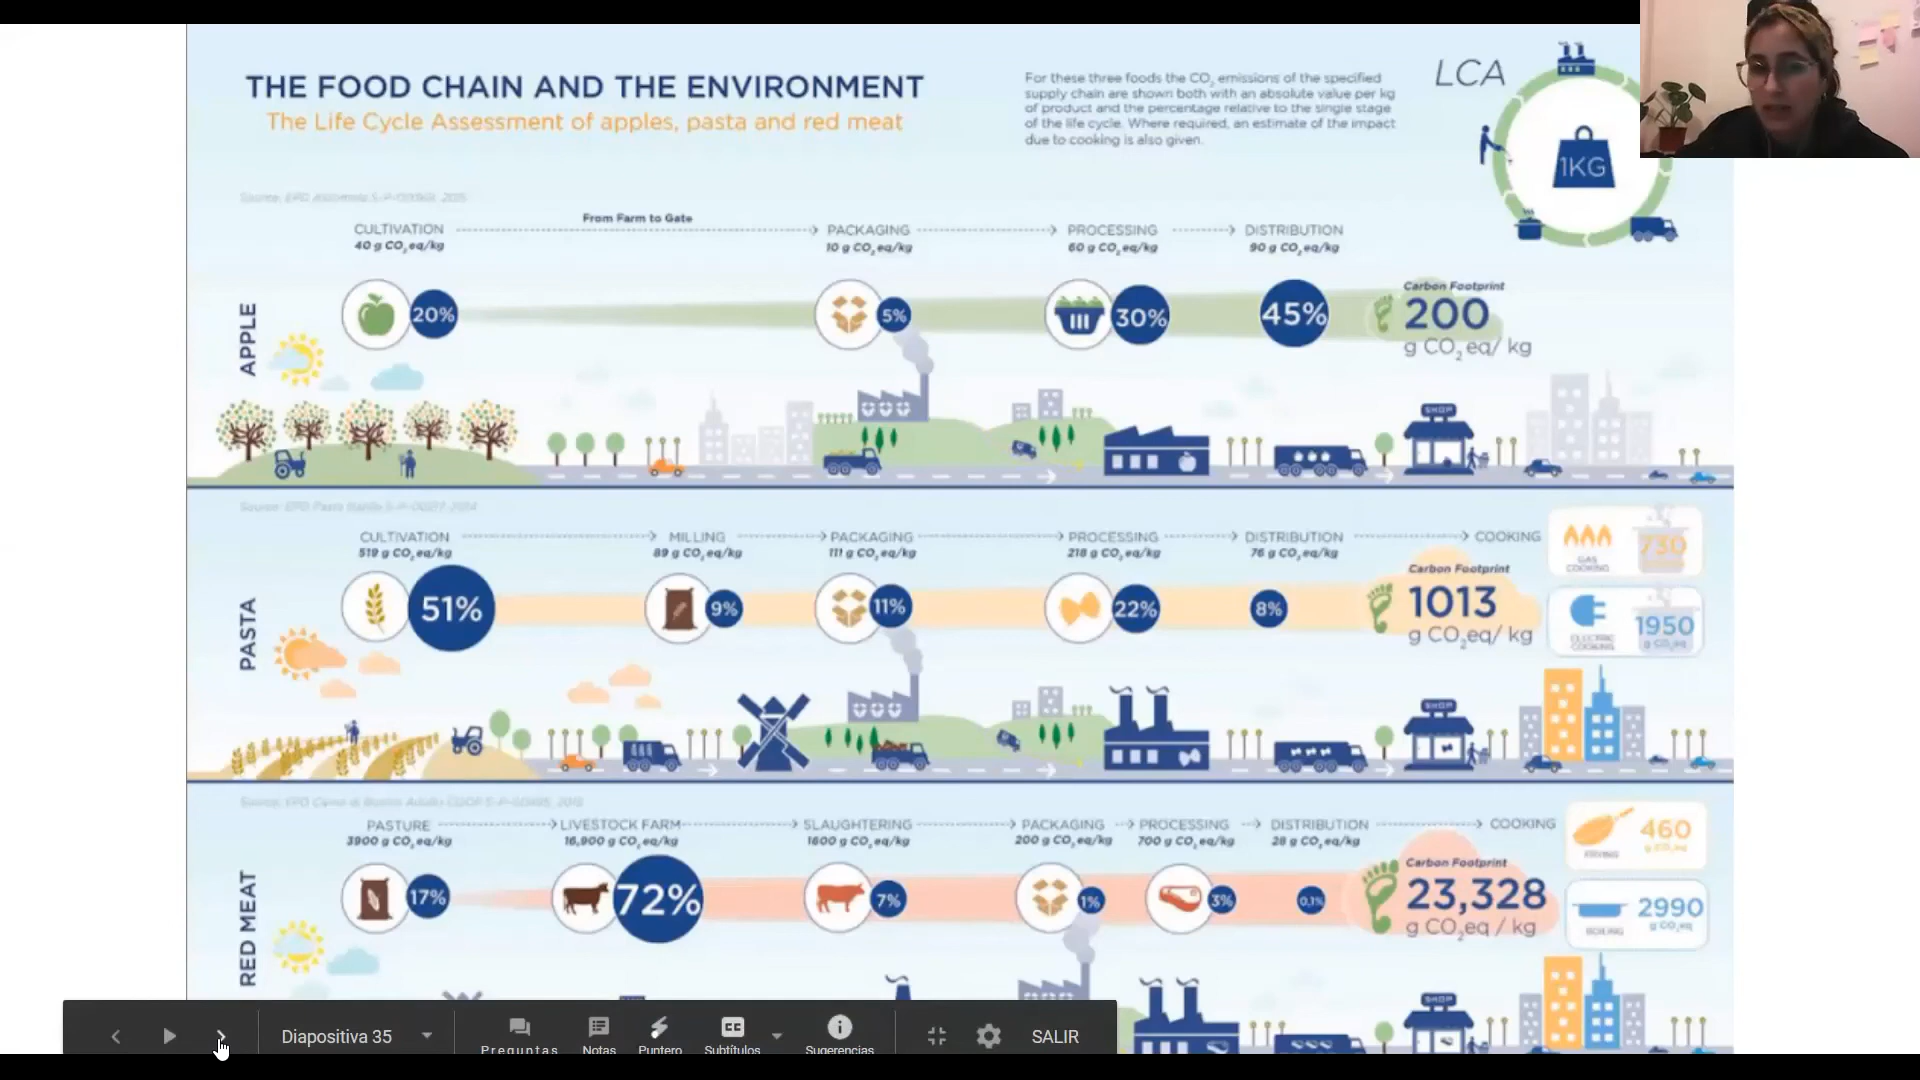 THE FOOD CHAIN AND THE ENVIRONMENT
The Life Cycle Assessment of apples, pasta and red meat
For these three foods the CO₂ emissions of the specified
supply chain are shown both with an absolute value per kg
of product and the percentage relative to the single stage
of the life cycle. Where required, an estimate of the impact
due to cooking is also given.
LCA
1KG
From Farm to Gate
CULTIVATION PACKAGING PROCESSING DISTRIBUTION
40 g CO₂eq/kg 10 g CO₂eq/kg 60 g CO₂eq/kg 90 g CO₂eq/kg
APPLE
20% 5% 30% 45%
Carbon Footprint
200
g CO₂eq/ kg
SHOP
CULTIVATION MILLING PACKAGING PROCESSING DISTRIBUTION COOKING
519 g CO₂eq/kg 89 g CO₂eq/kg 111 g CO₂eq/kg 218 g CO₂eq/kg 76 g CO₂eq/kg
PASTA
51% 9% 11% 22% 8%
Carbon Footprint
1013
g CO₂eq/ kg
730
GAS
COOKING
1950
g CO₂eq
ELECTRIC
COOKING
SHOP
PASTURE LIVESTOCK FARM SLAUGHTERING PACKAGING PROCESSING DISTRIBUTION COOKING
3900 g CO₂eq/kg 16,900 g CO₂eq/kg 1600 g CO₂eq/kg 200 g CO₂eq/kg 700 g CO₂eq/kg 28 g CO₂eq/kg
RED MEAT
17% 72% 7% 1% 3% 0,1%
Carbon Footprint
23,328
g CO₂eq / kg
460
g CO₂eq
FRYING
2990
g CO₂eq
BOILING
SHOP
Diapositiva 35
Preguntas Notas Puntero Subtítulos Sugerencias
SALIR